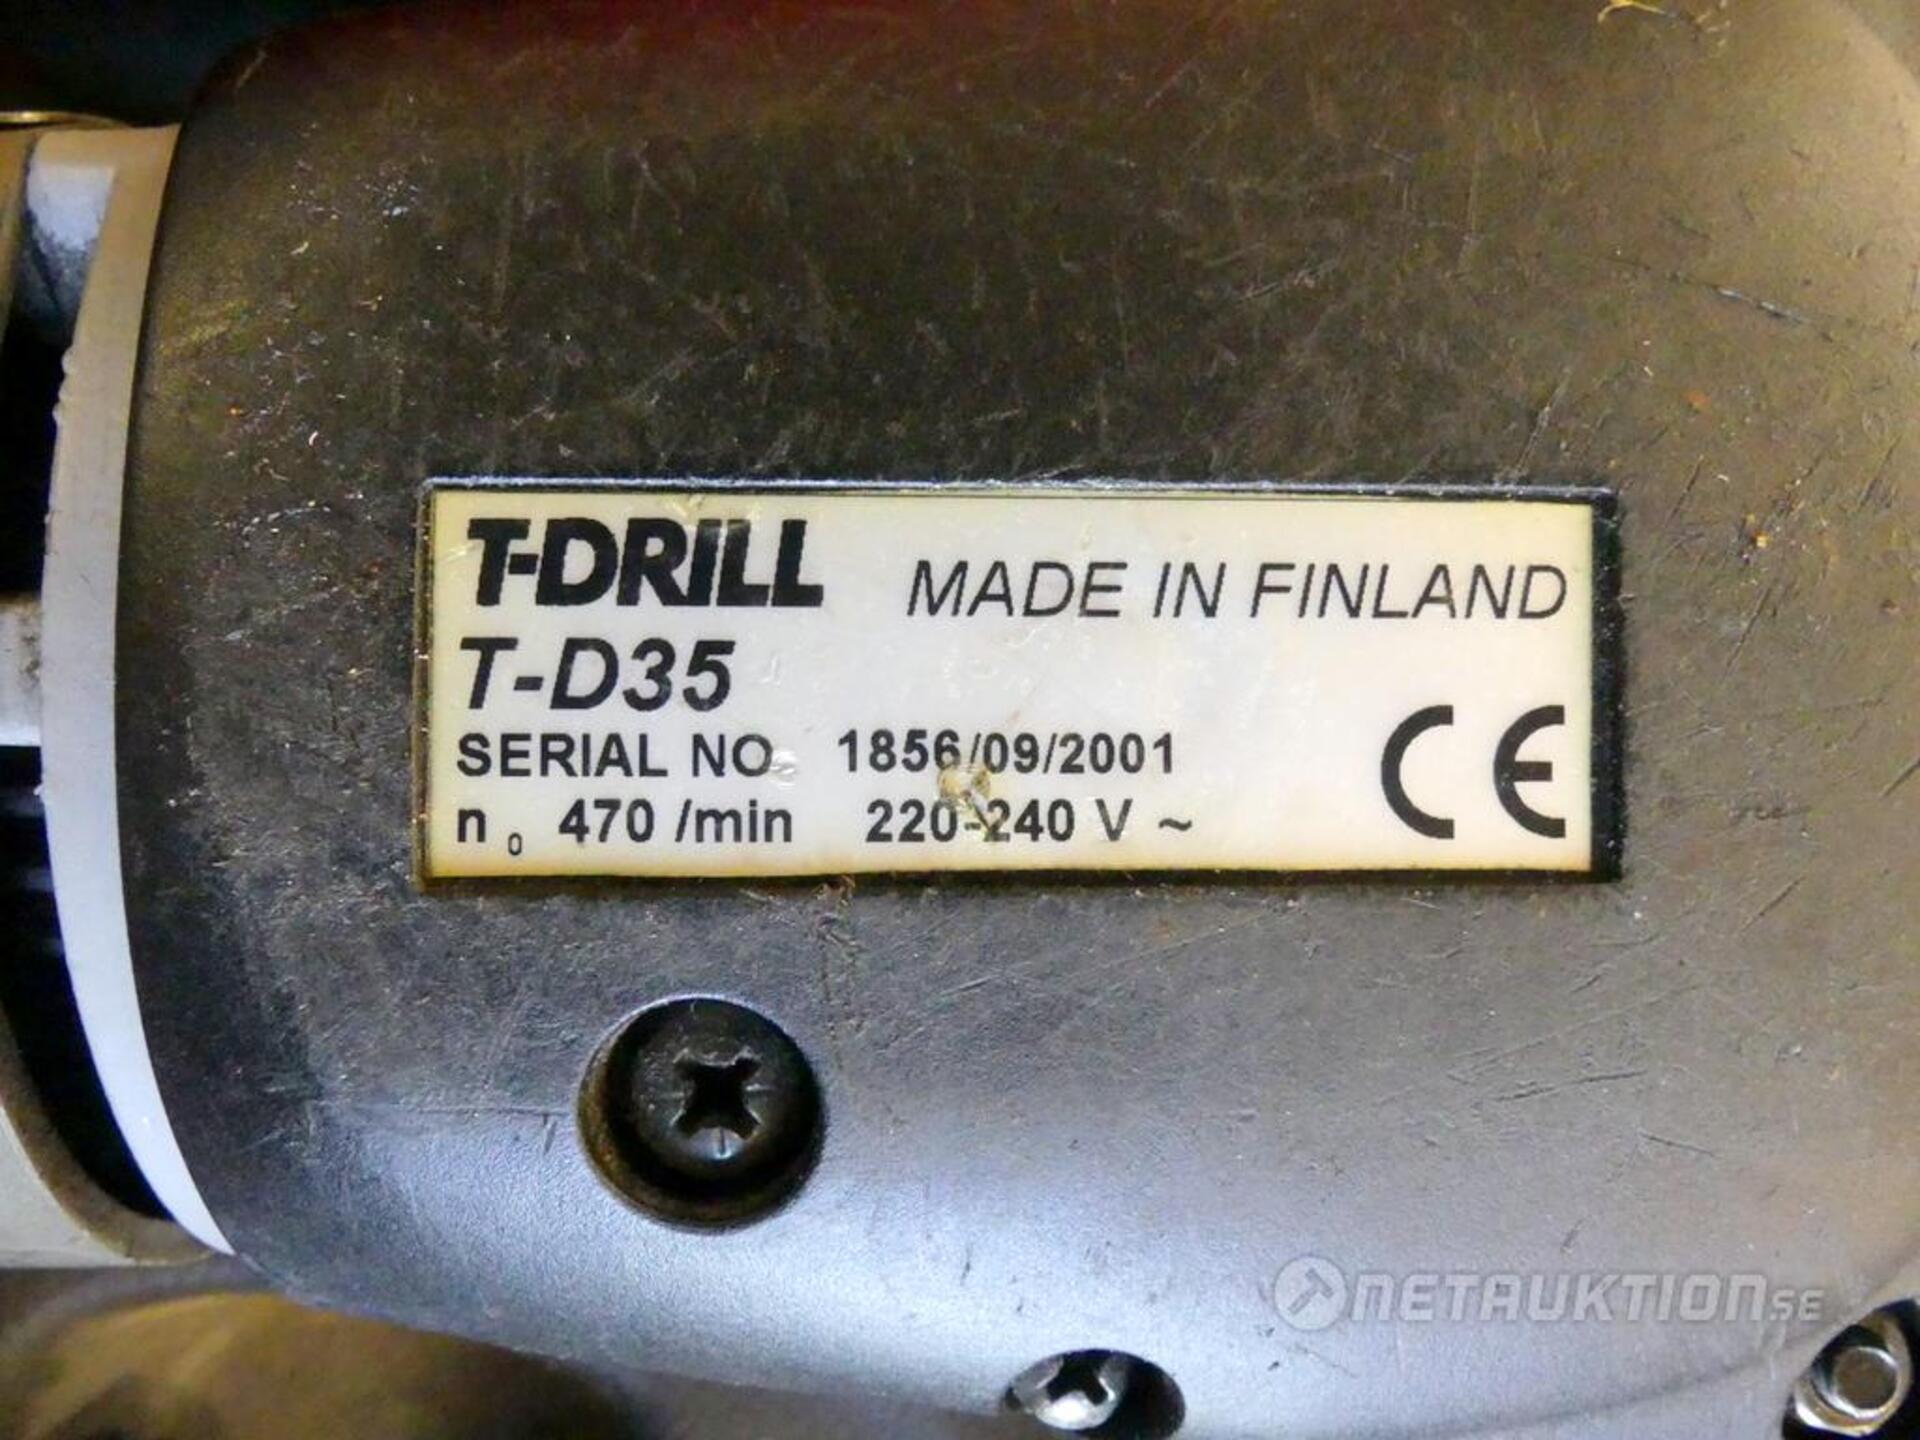 T-DRILL MADE IN FINLAND
T-D35
SERIAL NO. 1856/09/2001
n0 470 /min 220-240 V ~
CE
NETAUKTION.SE